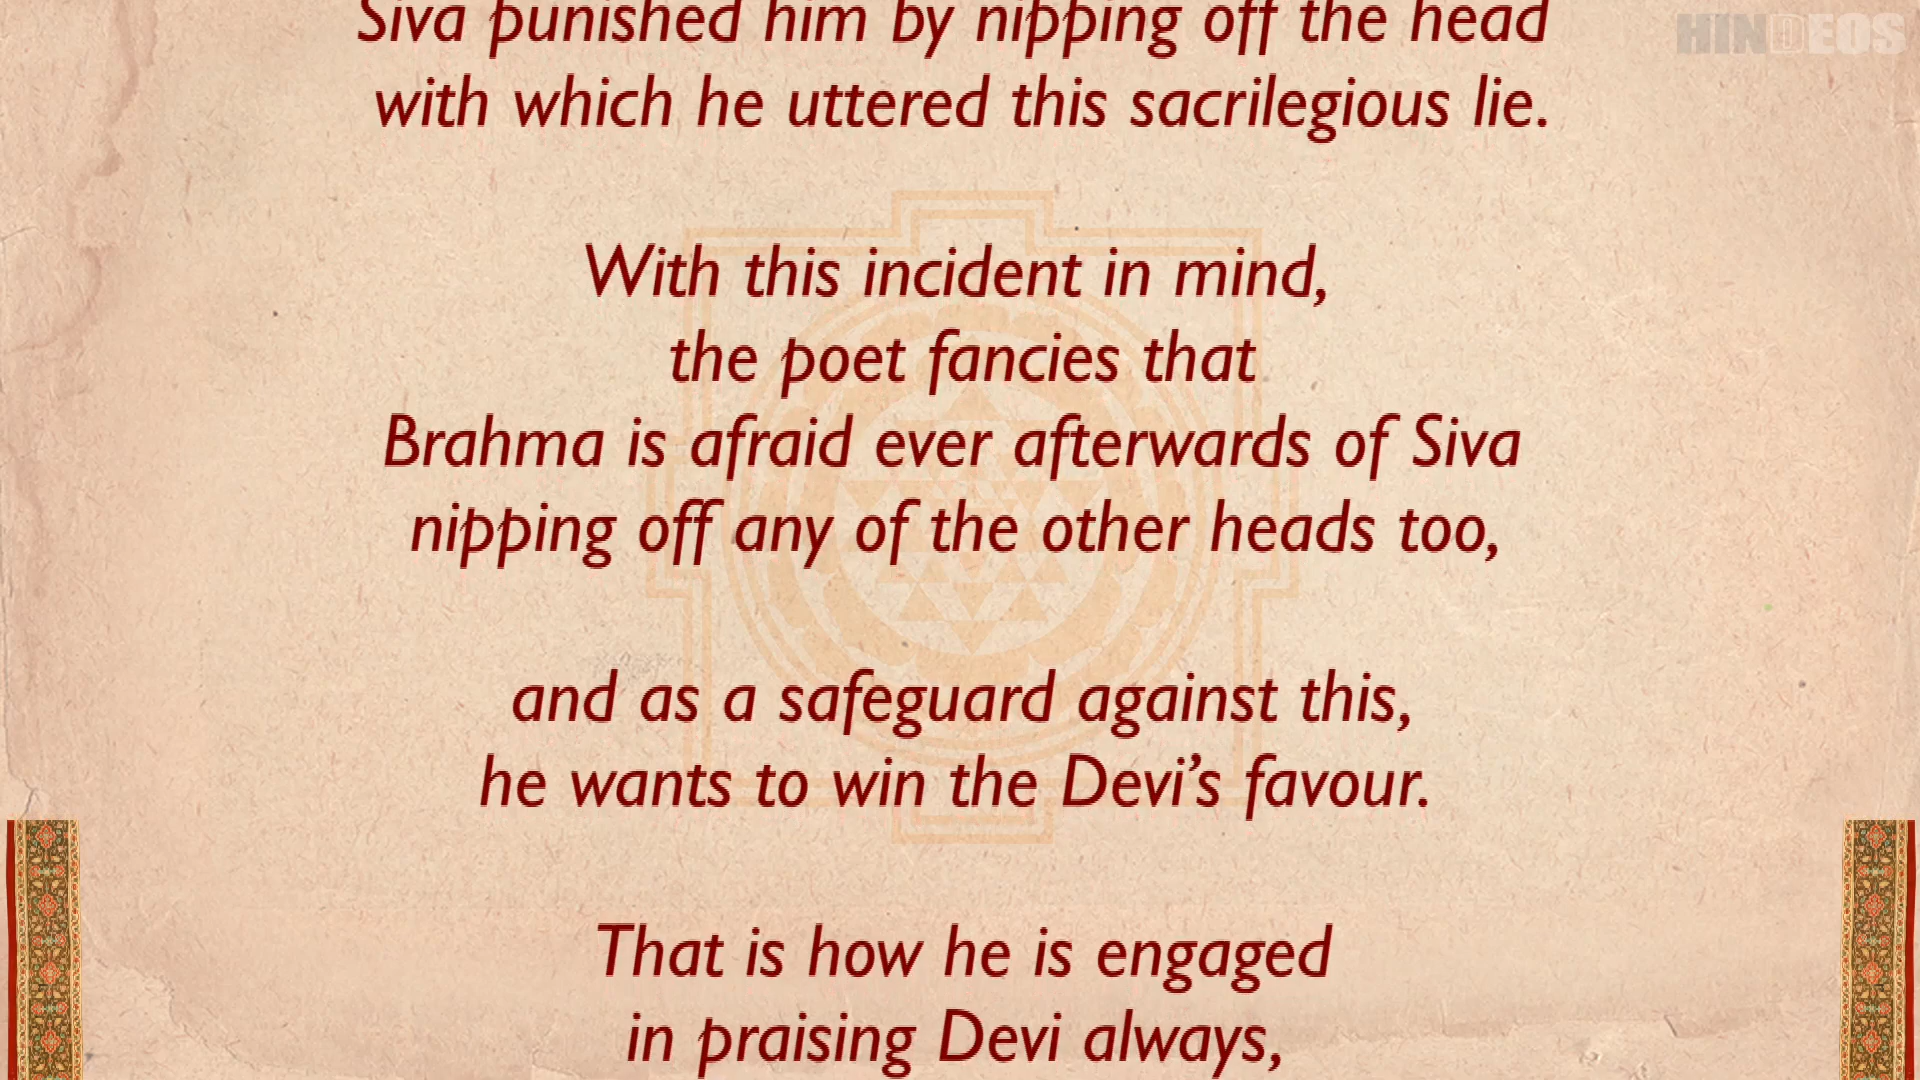 Siva punished him by nipping off the head
with which he uttered this sacrilegious lie.
With this incident in mind,
the poet fancies that
Brahma is afraid ever afterwards of Siva
nipping off any of the other heads too,
and as a safeguard against this,
he wants to win the Devi’s favour.
That is how he is engaged
in praising Devi always,
HINDEOS